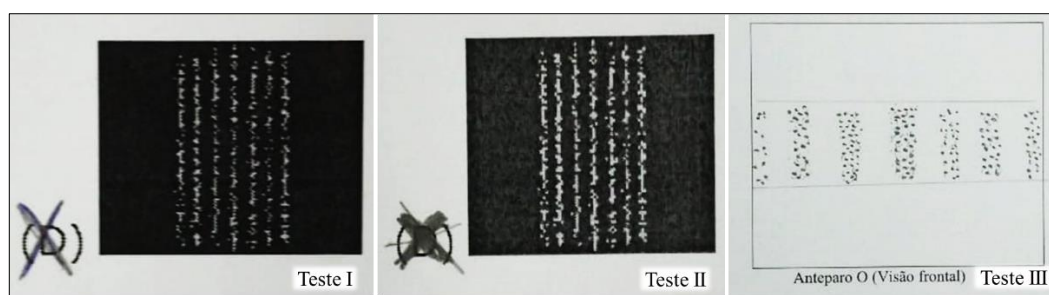 (D)
Teste I
(D)
Teste II
Anteparo O (Visão frontal)
Teste III